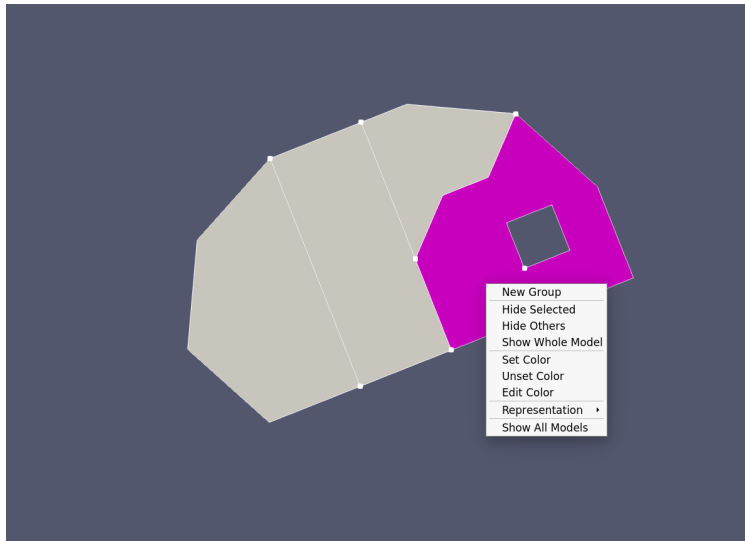 New Group
Hide Selected
Hide Others
Show Whole Model
Set Color
Unset Color
Edit Color
Representation
Show All Models